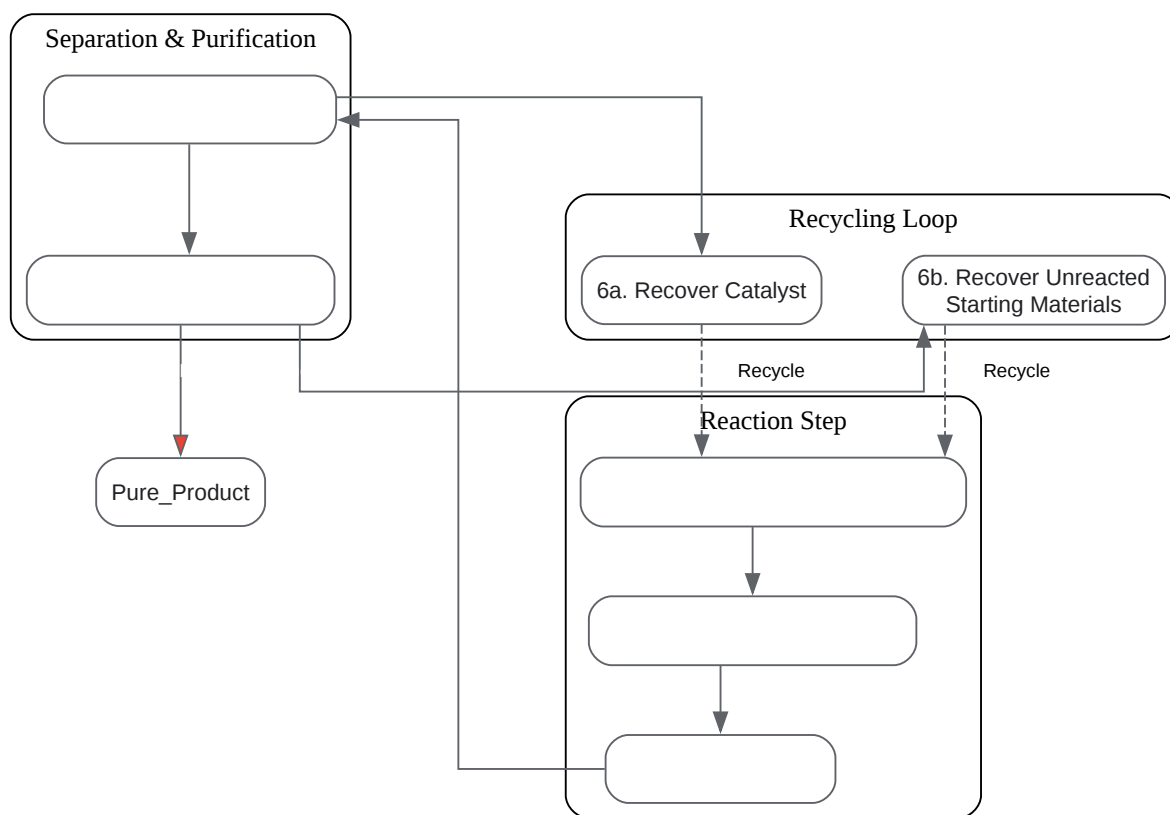 Separation & Purification
Recycling Loop
6a. Recover Catalyst
6b. Recover Unreacted
Starting Materials
Recycle
Recycle
Reaction Step
Pure_Product